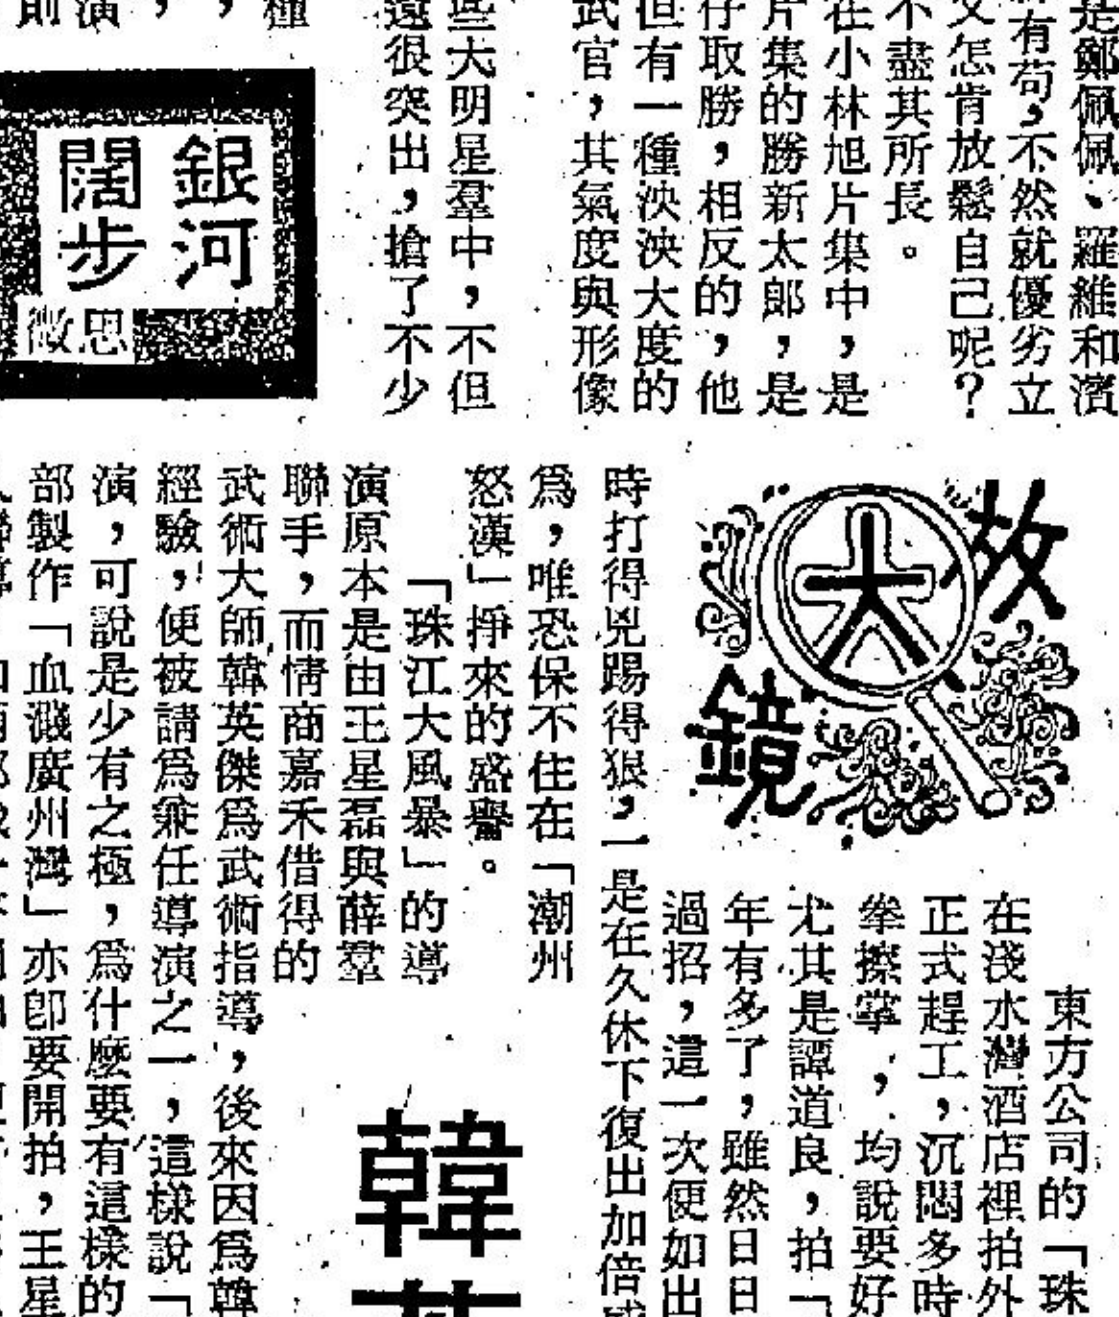 是鄭佩佩、羅維和濱
有苟,不然就優劣立
又怎肯放鬆自己呢?
不盡其所長。
在小林旭片集中,是
片集的勝新太郎,是
仔取勝,相反的,他
但有一種泱泱大度的
武官,其氣度與形像
些大明星羣中,不但
很突出,搶了不少
銀河
闊步
思微
種
演,
則
放大鏡
東方公司的「珠
在淺水灣酒店裡拍外
正式趕工,沉悶多時
拳擦掌,均說要好
尤其是譚道良,拍「
年有多了,雖然日日
過招,這一次便如出
時打得兇踢得狠,一是在久休下復出加倍
爲,唯恐保不住在「潮州
怒漢」掙來的盛譽。
「珠江大風暴」的導
演原本是由王星磊與薛羣
聯手,而情商嘉禾借得的
武術大師韓英傑爲武術指導,後來因爲韓
經驗,便被請爲兼任導演之一,這樣說「
演,可說是少有之極,爲什麼要有這樣的
部製作「血濺廣州灣」亦卽要開拍,王星
韓